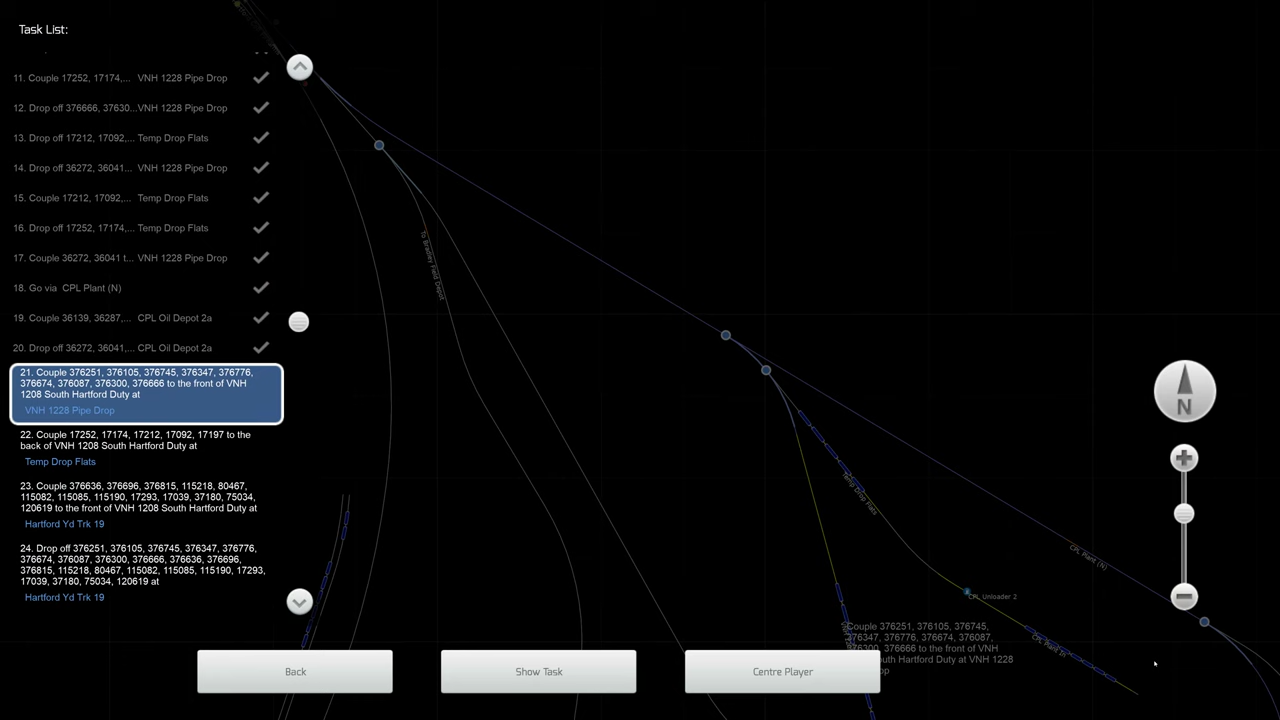 Task List:
11. Couple 17252, 17174,... VNH 1228 Pipe Drop
12. Drop off 376666, 37630...VNH 1228 Pipe Drop
13. Drop off 17212, 17092,... Temp Drop Flats
14. Drop off 36272, 36041... VNH 1228 Pipe Drop
15. Couple 17212, 17092,... Temp Drop Flats
16. Drop off 17252, 17174,... Temp Drop Flats
17. Couple 36272, 36041 t... VNH 1228 Pipe Drop
18. Go via CPL Plant (N)
19. Couple 36139, 36287,... CPL Oil Depot 2a
20. Drop off 36272, 36041,... CPL Oil Depot 2a
21. Couple 376251, 376105, 376745, 376347, 376776,
376674, 376087, 376300, 376666 to the front of VNH
1208 South Hartford Duty at
VNH 1228 Pipe Drop
22. Couple 17252, 17174, 17212, 17092, 17197 to the
back of VNH 1208 South Hartford Duty at
Temp Drop Flats
23. Couple 376636, 376696, 376815, 115218, 80467,
115082, 115085, 115190, 17293, 17039, 37180, 75034,
120619 to the front of VNH 1208 South Hartford Duty at
Hartford Yd Trk 19
24. Drop off 376251, 376105, 376745, 376347, 376776,
376674, 376087, 376300, 376666, 376636, 376696,
376815, 115218, 80467, 115082, 115085, 115190, 17293,
17039, 37180, 75034, 120619 at
Hartford Yd Trk 19
To Bradley Field Depot
Temp Drop Flats
CPL Plant (N)
CPL Unloader 2
CPL Plant In
Couple 376251, 376105, 376745,
376347, 376776, 376674, 376087,
376300, 376666 to the front of VNH
outh Hartford Duty at VNH 1228
op
N
Back
Show Task
Centre Player